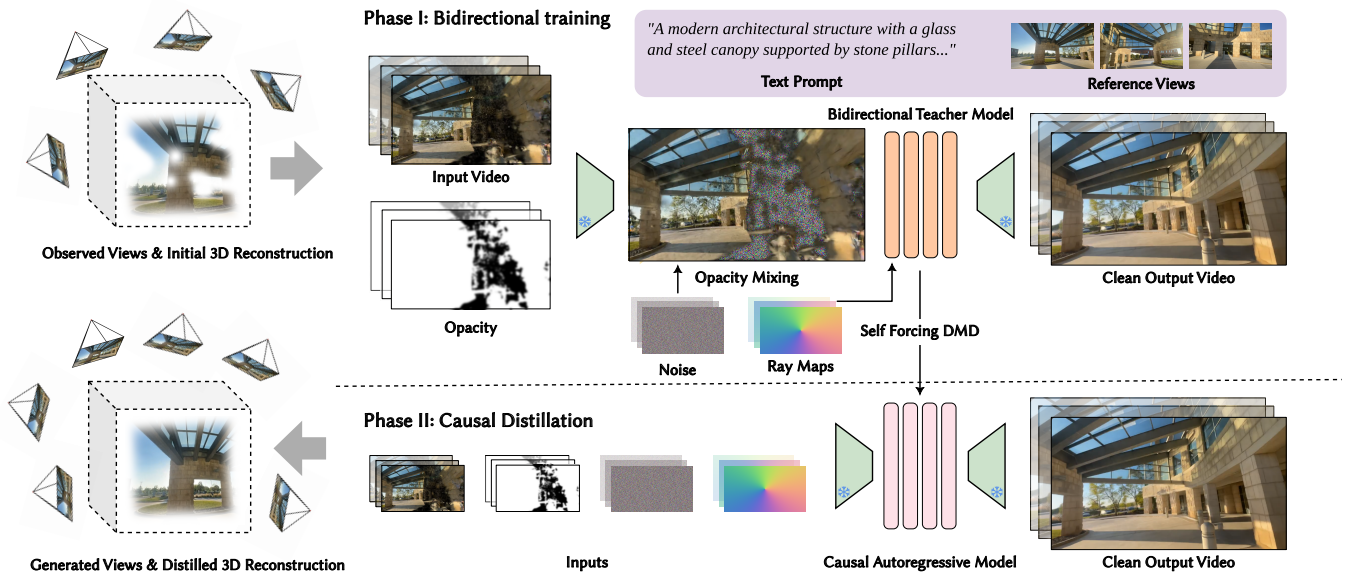 Phase I: Bidirectional training
"A modern architectural structure with a glass
and steel canopy supported by stone pillars..."
Text Prompt
Reference Views
Bidirectional Teacher Model
Input Video
Observed Views & Initial 3D Reconstruction
Opacity Mixing
Clean Output Video
Opacity
Self Forcing DMD
Noise
Ray Maps
Phase II: Causal Distillation
Generated Views & Distilled 3D Reconstruction
Inputs
Causal Autoregressive Model
Clean Output Video